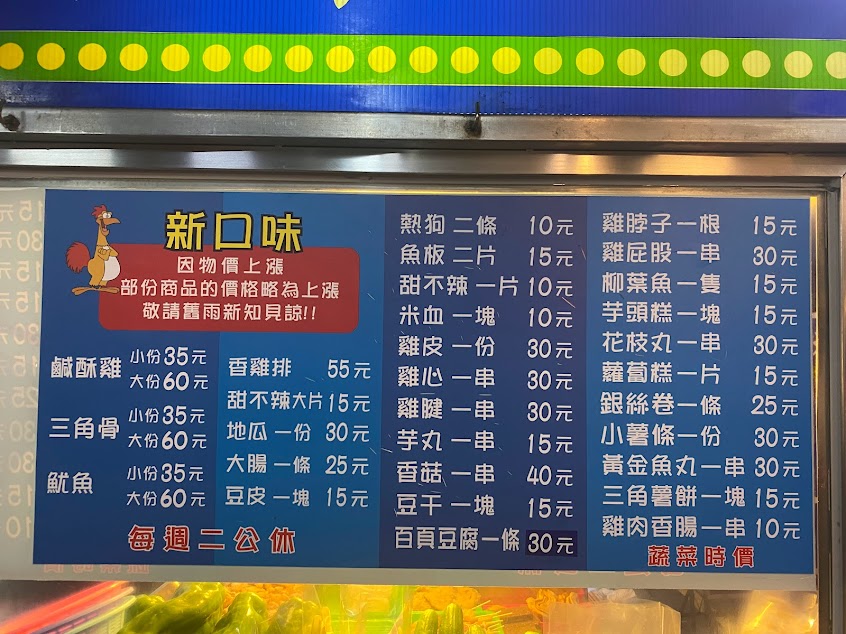 新口味
因物價上漲
部份商品的價格略為上漲
敬請舊雨新知見諒!!
鹹酥雞 小份35元
大份60元
三角骨 小份35元
大份60元
魷魚 小份35元
大份60元
香雞排 55元
甜不辣大片15元
地瓜一份 30元
大腸一條 25元
豆皮一塊 15元
每週二公休
熱狗二條 10元
魚板二片 15元
甜不辣一片10元
米血一塊 10元
雞皮一份 30元
雞心一串 30元
雞腱一串 30元
芋丸一串 15元
香菇一串 40元
豆干一塊 15元
百頁豆腐一條 30元
雞脖子一根 15元
雞屁股一串 30元
柳葉魚一隻 15元
芋頭糕一塊 15元
花枝丸一串 30元
蘿蔔糕一片 15元
銀絲卷一條 25元
小薯條一份 30元
黃金魚丸一串30元
三角薯餅一塊15元
雞肉香腸一串10元
蔬菜時價